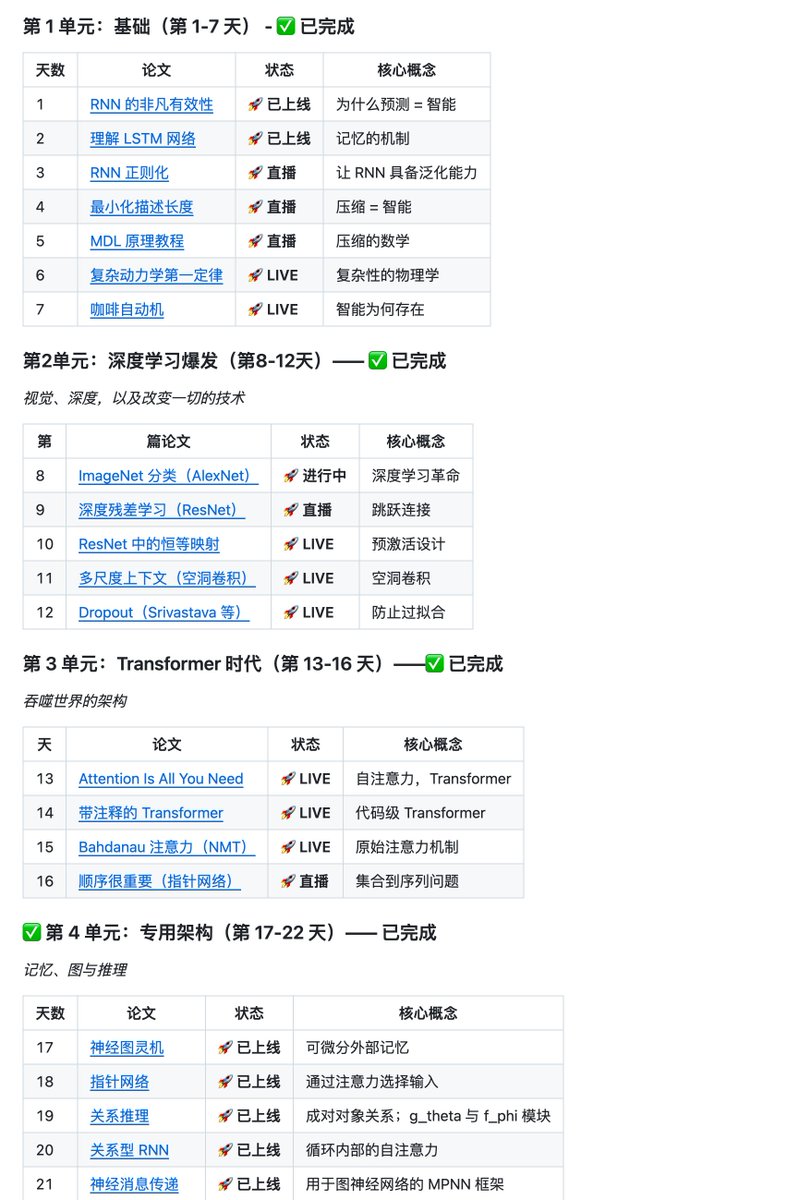 第 1 单元：基础（第 1-7 天） - ✅ 已完成
天数 论文 状态 核心概念
1 RNN 的非凡有效性 🚀 已上线 为什么预测 = 智能
2 理解 LSTM 网络 🚀 已上线 记忆的机制
3 RNN 正则化 🚀 直播 让 RNN 具备泛化能力
4 最小化描述长度 🚀 直播 压缩 = 智能
5 MDL 原理教程 🚀 直播 压缩的数学
6 复杂动力学第一定律 🚀 LIVE 复杂性的物理学
7 咖啡自动机 🚀 LIVE 智能为何存在
第2单元：深度学习爆发（第8-12天）—— ✅ 已完成
视觉、深度，以及改变一切的技术
第 篇论文 状态 核心概念
8 ImageNet 分类（AlexNet） 🚀 进行中 深度学习革命
9 深度残差学习（ResNet） 🚀 直播 跳跃连接
10 ResNet 中的恒等映射 🚀 LIVE 预激活设计
11 多尺度上下文（空洞卷积） 🚀 LIVE 空洞卷积
12 Dropout（Srivastava 等） 🚀 LIVE 防止过拟合
第 3 单元：Transformer 时代（第 13-16 天）——✅ 已完成
吞噬世界的架构
天 论文 状态 核心概念
13 Attention Is All You Need 🚀 LIVE 自注意力，Transformer
14 带注释的 Transformer 🚀 LIVE 代码级 Transformer
15 Bahdanau 注意力（NMT） 🚀 LIVE 原始注意力机制
16 顺序很重要（指针网络） 🚀 直播 集合到序列问题
✅ 第 4 单元：专用架构（第 17-22 天）—— 已完成
记忆、图与推理
天数 论文 状态 核心概念
17 神经图灵机 🚀 已上线 可微分外部记忆
18 指针网络 🚀 已上线 通过注意力选择输入
19 关系推理 🚀 已上线 成对对象关系；g_theta 与 f_phi 模块
20 关系型 RNN 🚀 已上线 循环内部的自注意力
21 神经消息传递 🚀 已上线 用于图神经网络的 MPNN 框架